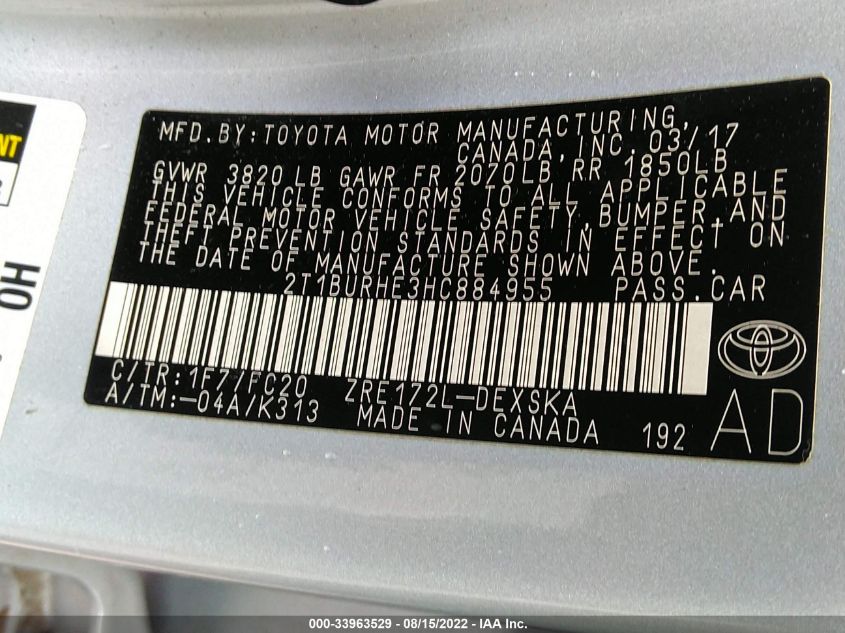 MFD.BY:TOYOTA MOTOR MANUFACTURING,
CANADA, INC. 03/17
GVWR 3820 LB GAWR FR 2070LB RR 1850LB
THIS VEHICLE CONFORMS TO ALL APPLICABLE
FEDERAL MOTOR VEHICLE SAFETY, BUMPER, AND
THEFT PREVENTION STANDARDS IN EFFECT ON
THE DATE OF MANUFACTURE SHOWN ABOVE.
2T1BURHE3HC884955 PASS.CAR
C/TR:1F7/FC20 ZRE172L-DEXSKA
A/TM:-04A/K313 MADE IN CANADA 192 AD
NT
HO
000-33963529 - 08/15/2022 - IAA Inc.